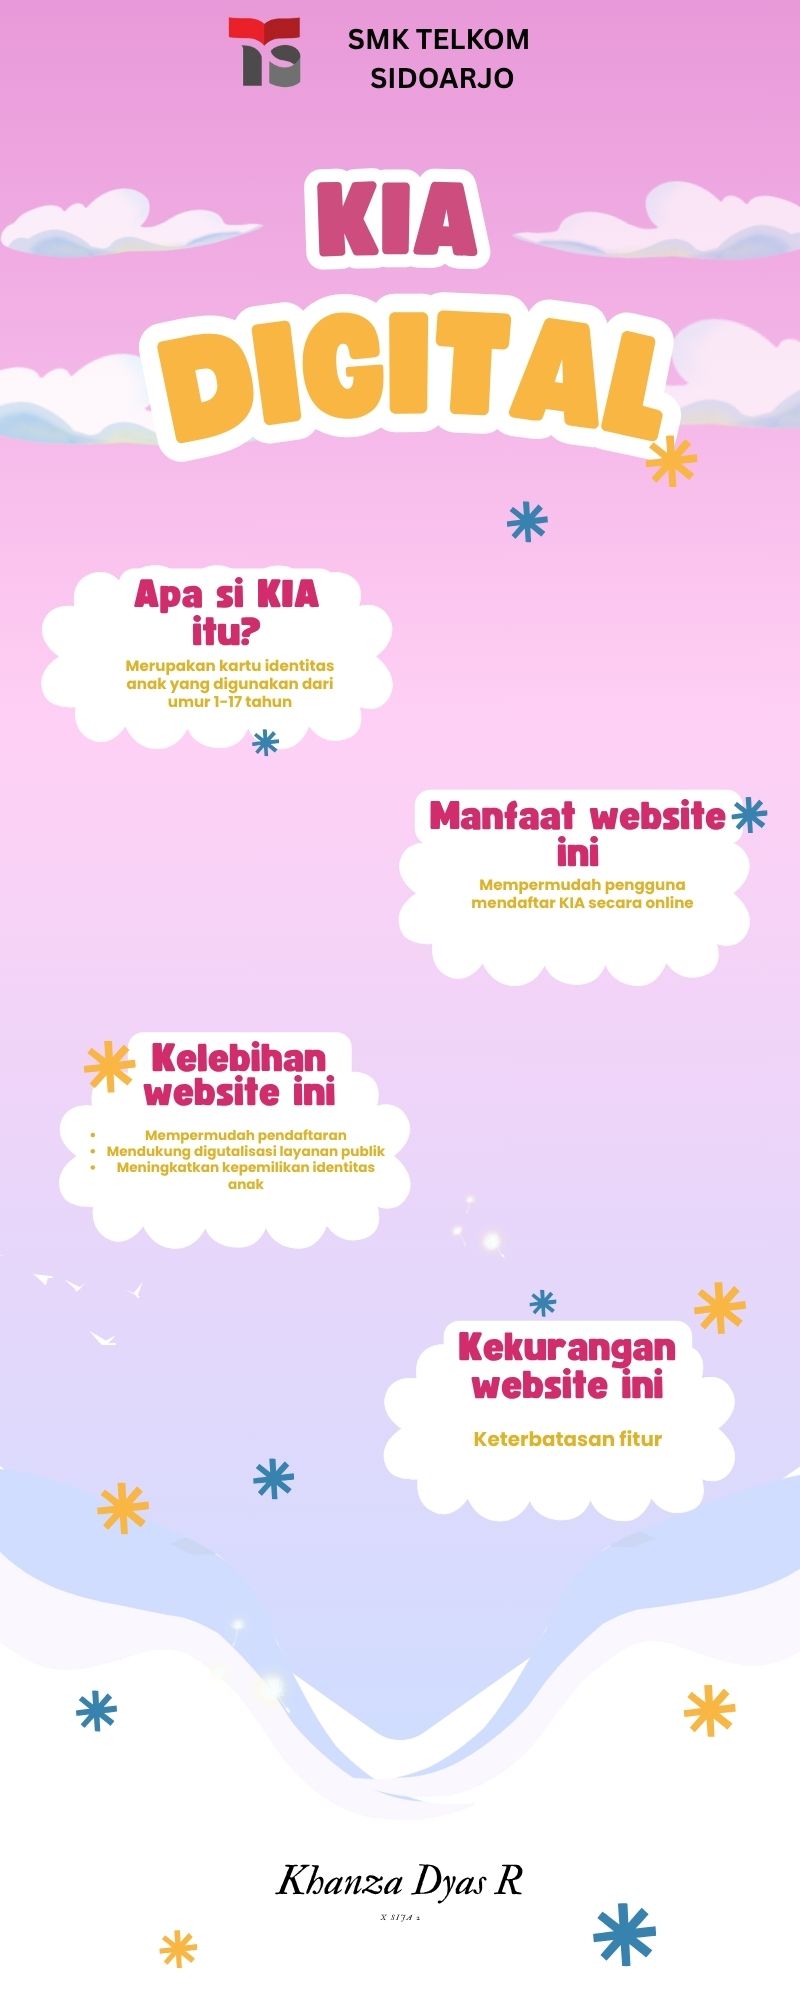 SMK TELKOM
SIDOARJO
KIA
DIGITAL
Apa si KIA
itu?
Merupakan kartu identitas
anak yang digunakan dari
umur 1-17 tahun
Manfaat website
ini
Mempermudah pengguna
mendaftar KIA secara online
Kelebihan
website ini
• Mempermudah pendaftaran
• Mendukung digutalisasi layanan publik
• Meningkatkan kepemilikan identitas
anak
Kekurangan
website ini
Keterbatasan fitur
Khanza Dyas R
X SIJA 2